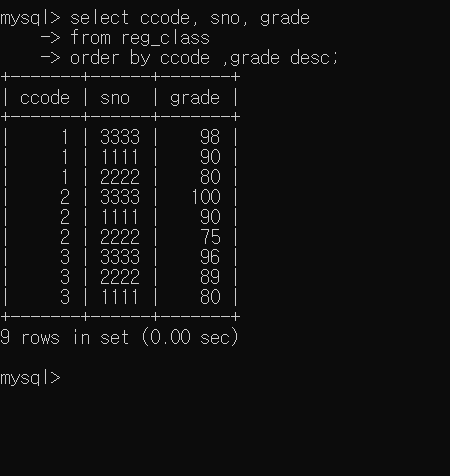 mysql> select ccode, sno, grade
    -> from reg_class
    -> order by ccode ,grade desc;
+-------+------+-------+
| ccode | sno  | grade |
+-------+------+-------+
|     1 | 3333 |    98 |
|     1 | 1111 |    90 |
|     1 | 2222 |    80 |
|     2 | 3333 |   100 |
|     2 | 1111 |    90 |
|     2 | 2222 |    75 |
|     3 | 3333 |    96 |
|     3 | 2222 |    89 |
|     3 | 1111 |    80 |
+-------+------+-------+
9 rows in set (0.00 sec)
mysql>